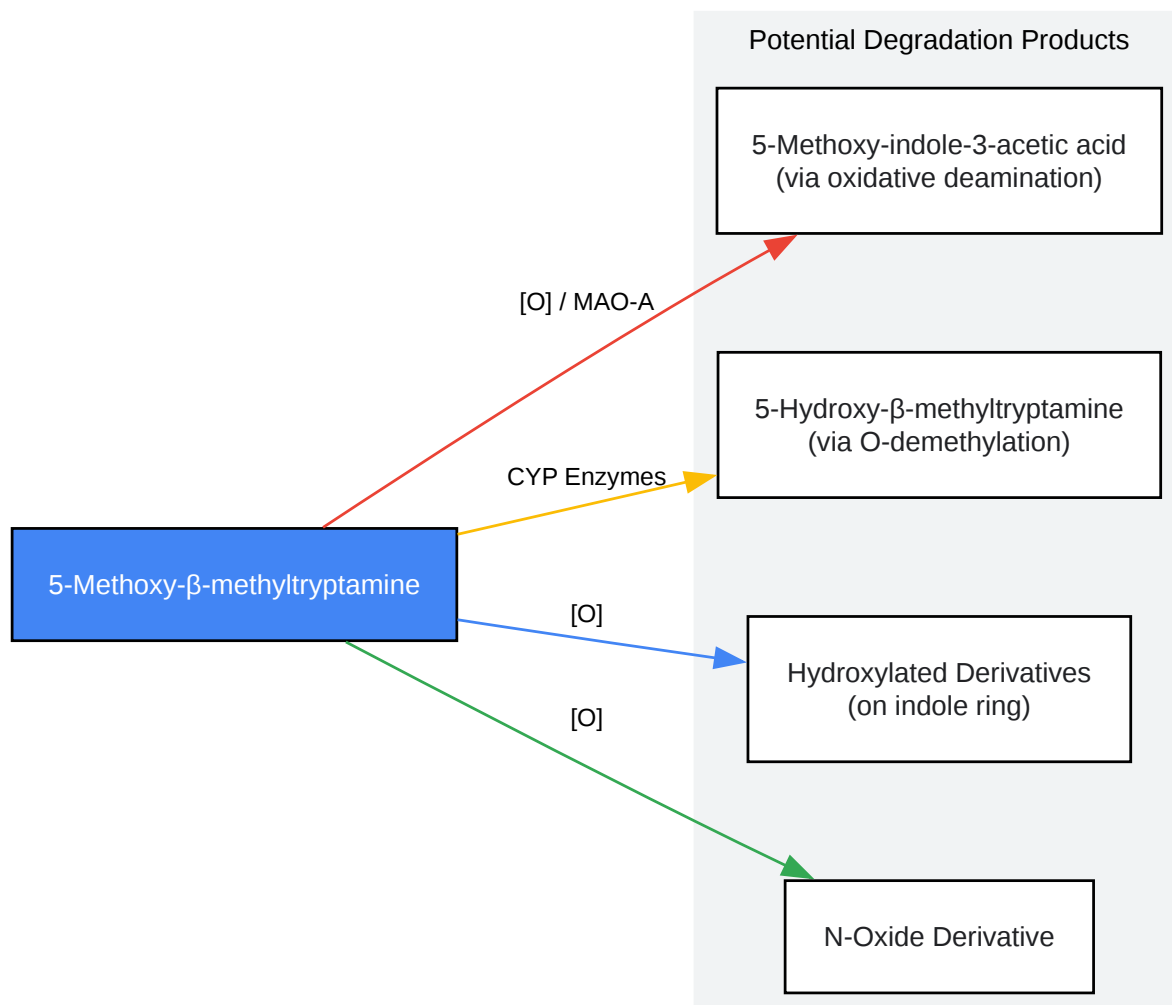 Potential Degradation Products
5-Methoxy-indole-3-acetic acid
(via oxidative deamination)
[O] / MAO-A
5-Hydroxy-β-methyltryptamine
(via O-demethylation)
CYP Enzymes
5-Methoxy-β-methyltryptamine
[O]
Hydroxylated Derivatives
(on indole ring)
[O]
N-Oxide Derivative